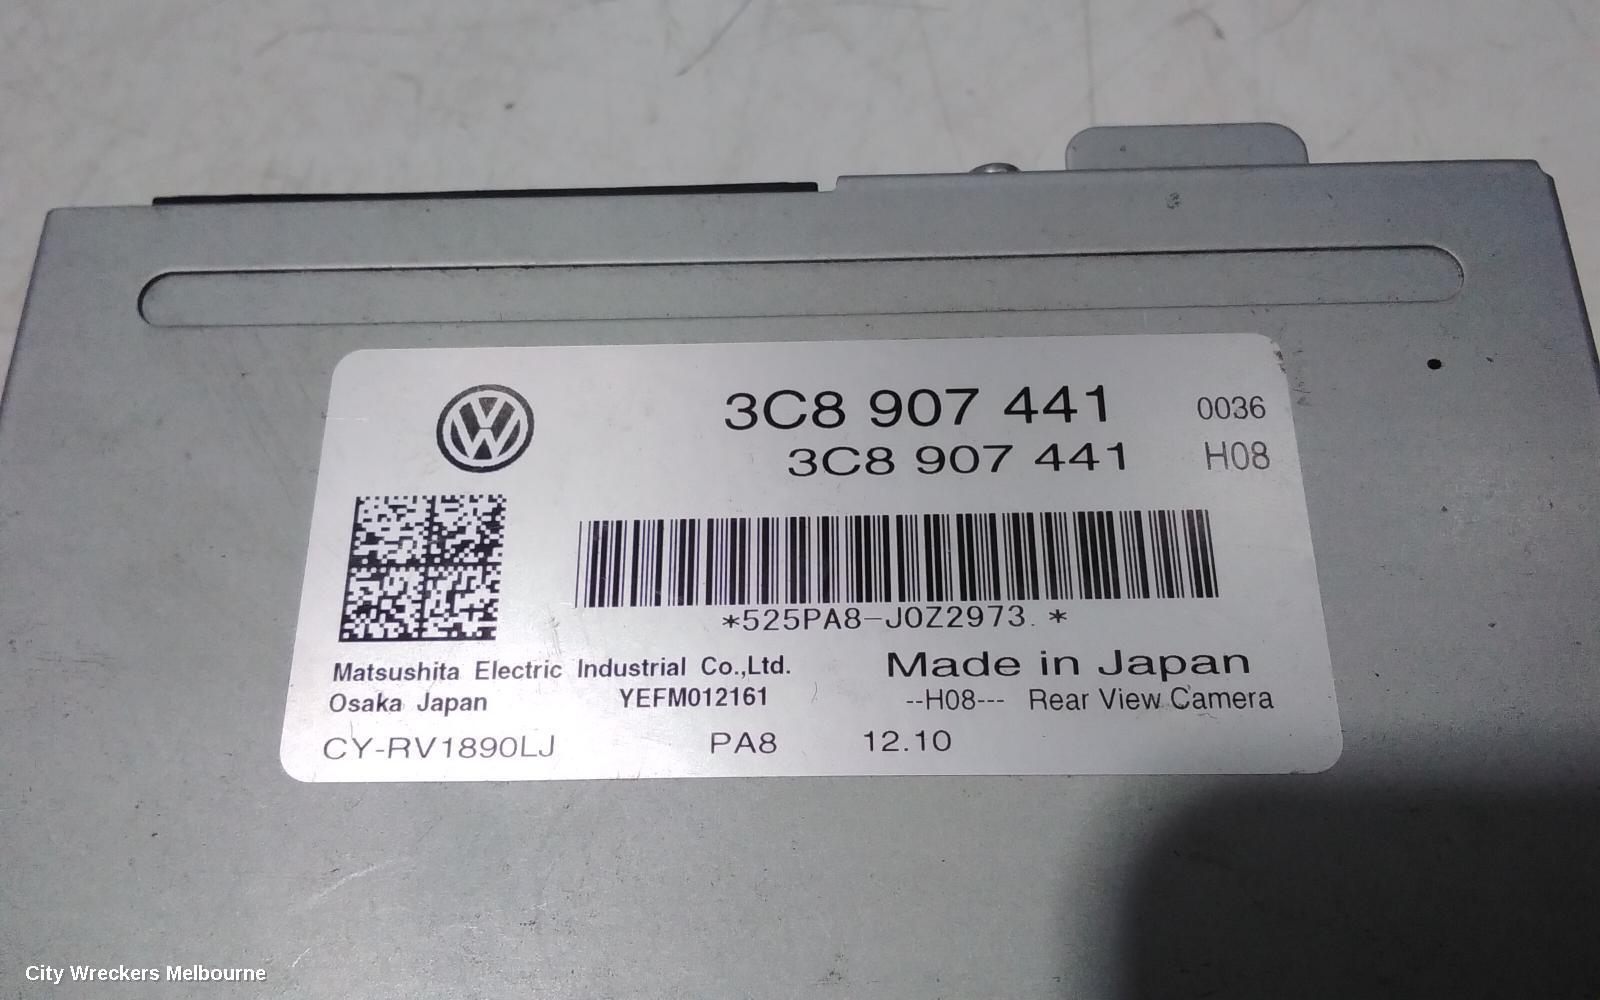 3C8 907 441 0036
3C8 907 441 H08
*525PA8-J0Z2973. *
Matsushita Electric Industrial Co.,Ltd. Made in Japan
Osaka Japan YEFM012161 --H08--- Rear View Camera
CY-RV1890LJ PA8 12.10
City Wreckers Melbourne